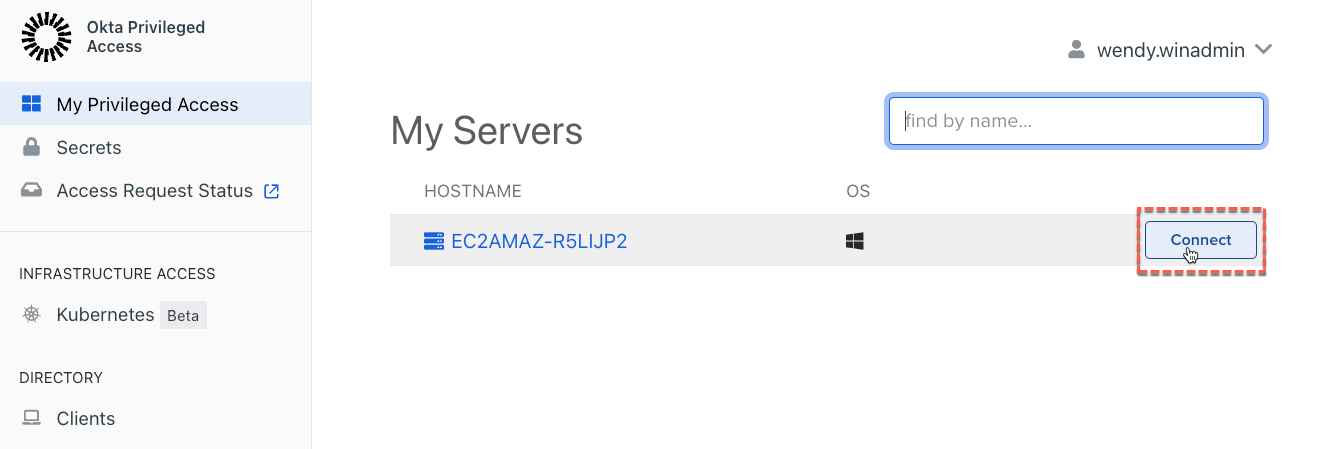 Okta Privileged
Access
My Privileged Access
Secrets
Access Request Status
INFRASTRUCTURE ACCESS
Kubernetes Beta
DIRECTORY
Clients
wendy.winadmin
My Servers
find by name...
HOSTNAME OS
EC2AMAZ-R5LIJP2 Connect